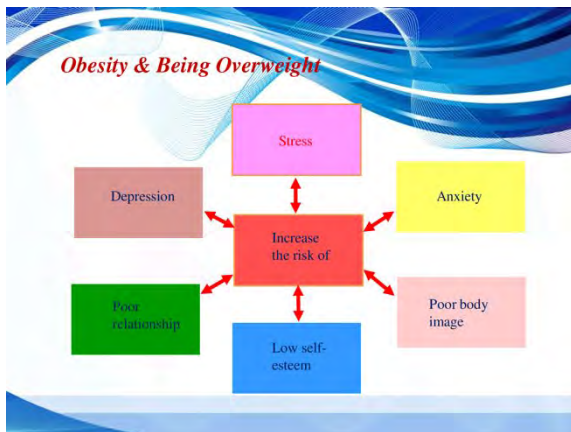 Obesity & Being Overweight
Stress
Depression
Anxiety
Increase
the risk of
Poor
relationship
Poor body
image
Low self-
esteem